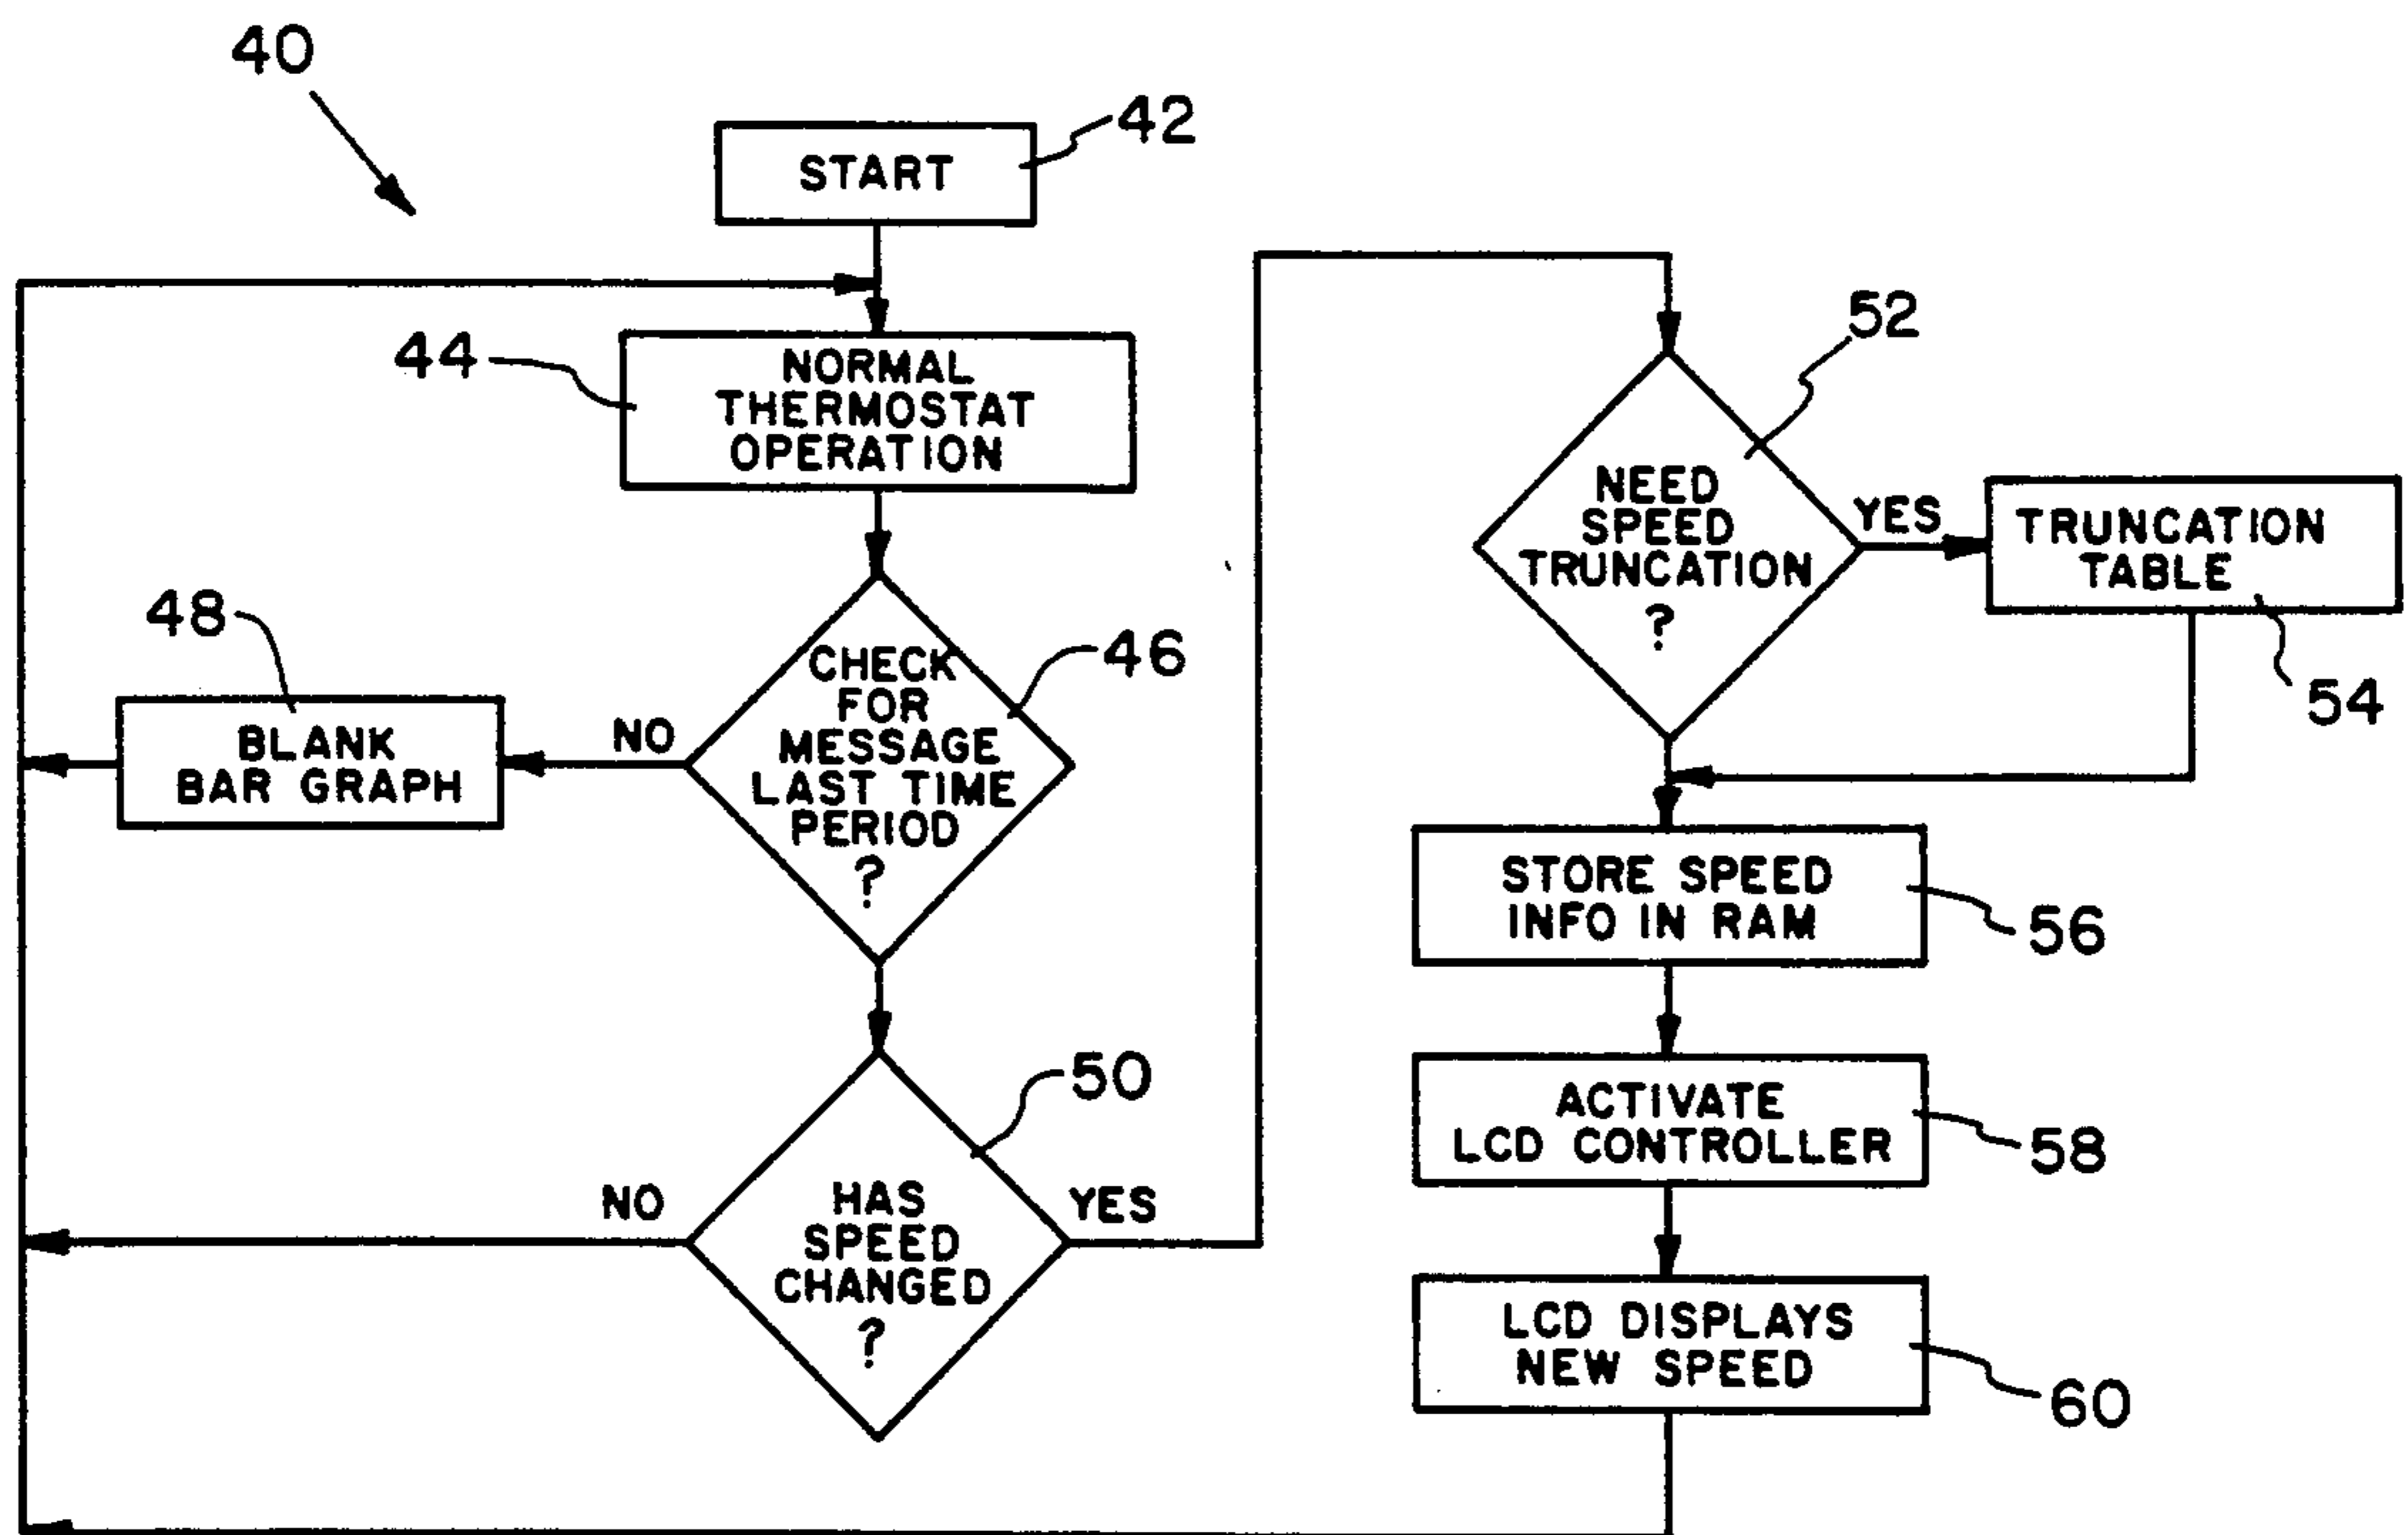 40
START
42
44
NORMAL
THERMOSTAT
OPERATION
CHECK
FOR
MESSAGE
LAST TIME
PERIOD
?
46
NO
48
BLANK
BAR GRAPH
HAS
SPEED
CHANGED
?
50
NO
YES
NEED
SPEED
TRUNCATION
?
52
YES
TRUNCATION
TABLE
54
STORE SPEED
INFO IN RAM
56
ACTIVATE
LCD CONTROLLER
58
LCD DISPLAYS
NEW SPEED
60